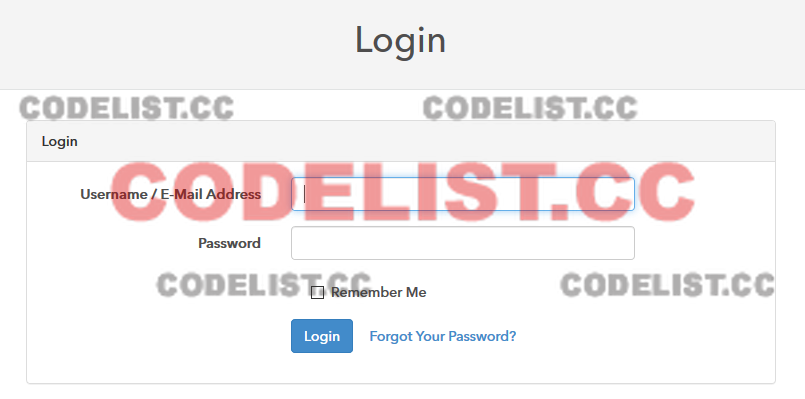 Login
CODELIST.CC CODELIST.CC
Login
CODELIST.CC
Username / E-Mail Address
Password
CODELIST.CC CODELIST.CC
Remember Me
Login Forgot Your Password?